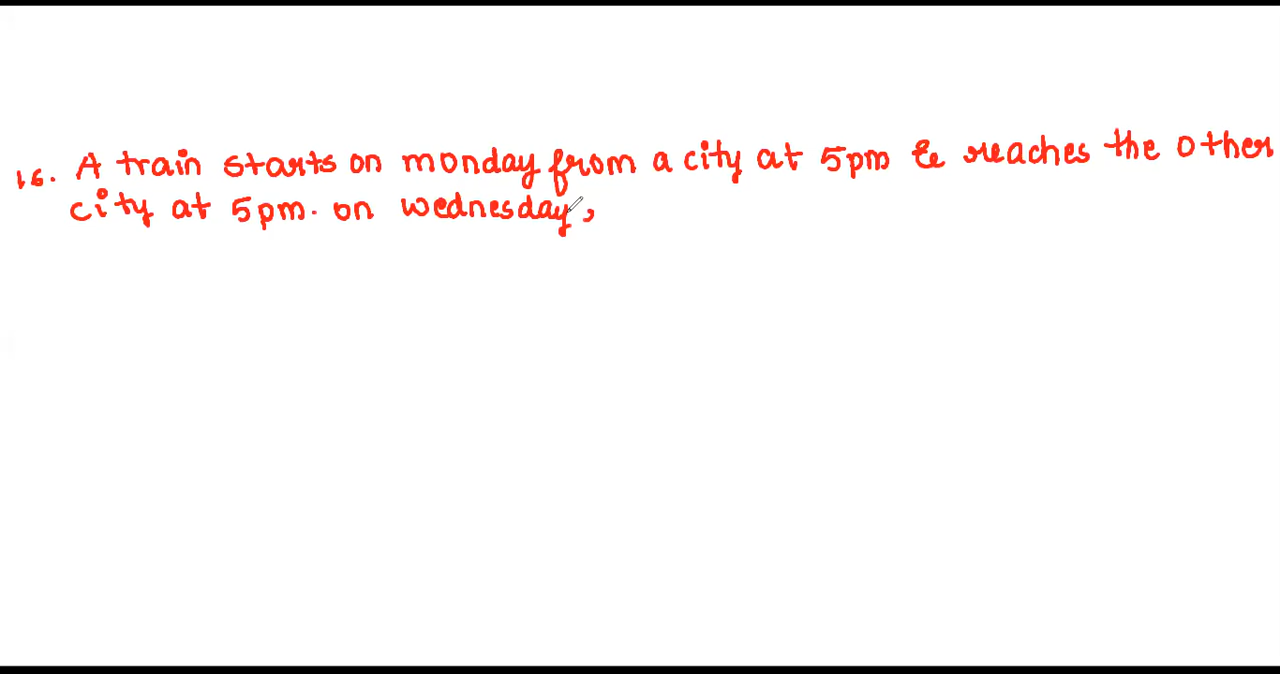 16. A train starts on monday from a city at 5pm & reaches the other
city at 5pm. on wednesday,